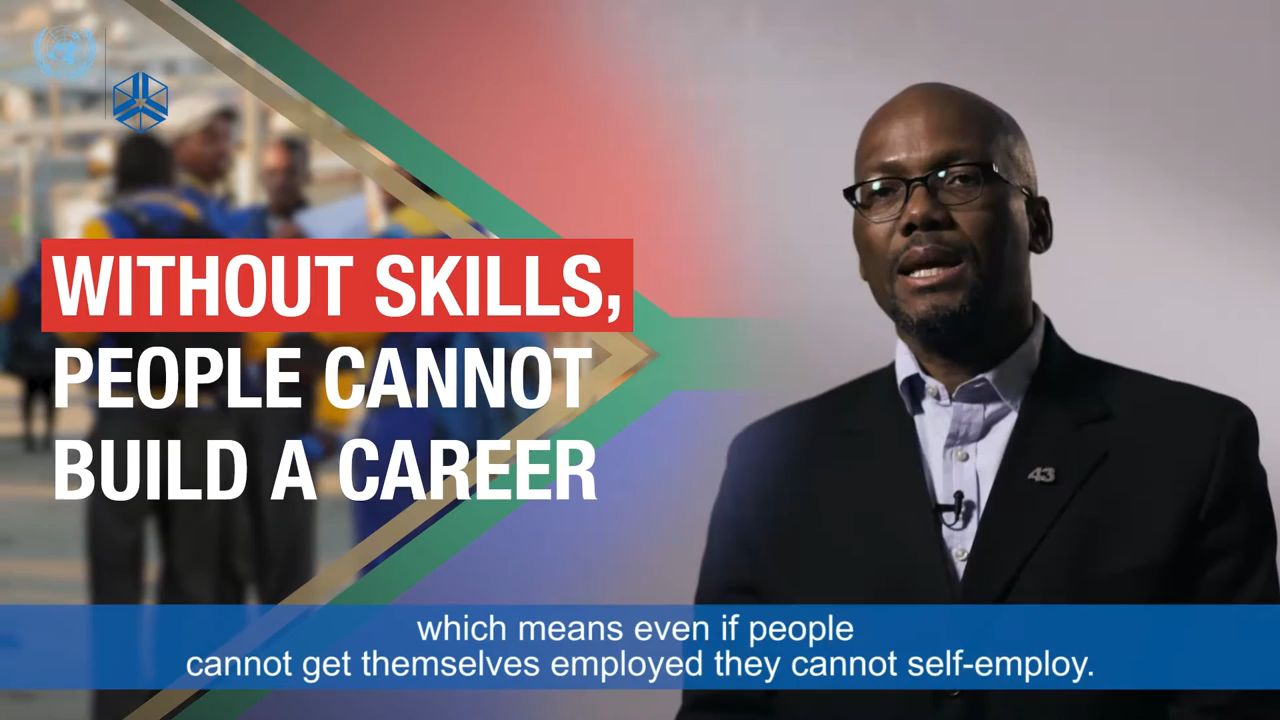 WITHOUT SKILLS,
PEOPLE CANNOT
BUILD A CAREER
43
which means even if people
cannot get themselves employed they cannot self-employ.